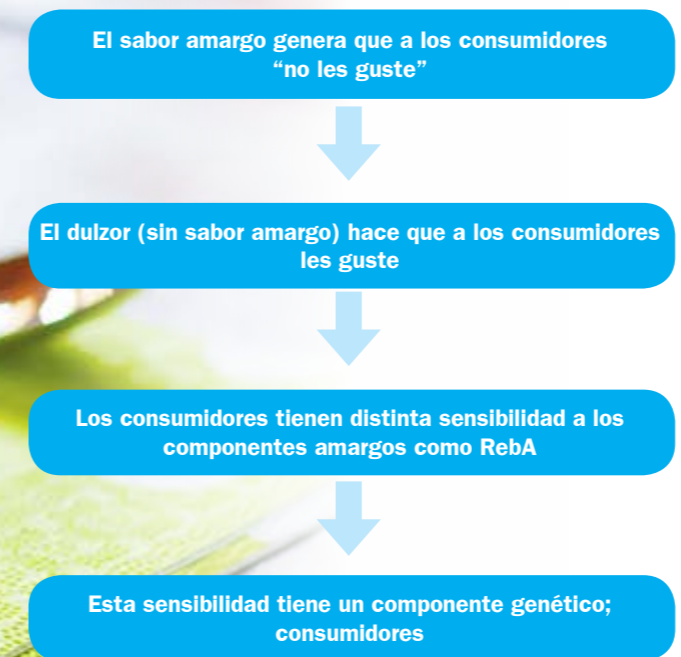 El sabor amargo genera que a los consumidores
“no les guste”
El dulzor (sin sabor amargo) hace que a los consumidores
les guste
Los consumidores tienen distinta sensibilidad a los
componentes amargos como RebA
Esta sensibilidad tiene un componente genético;
consumidores